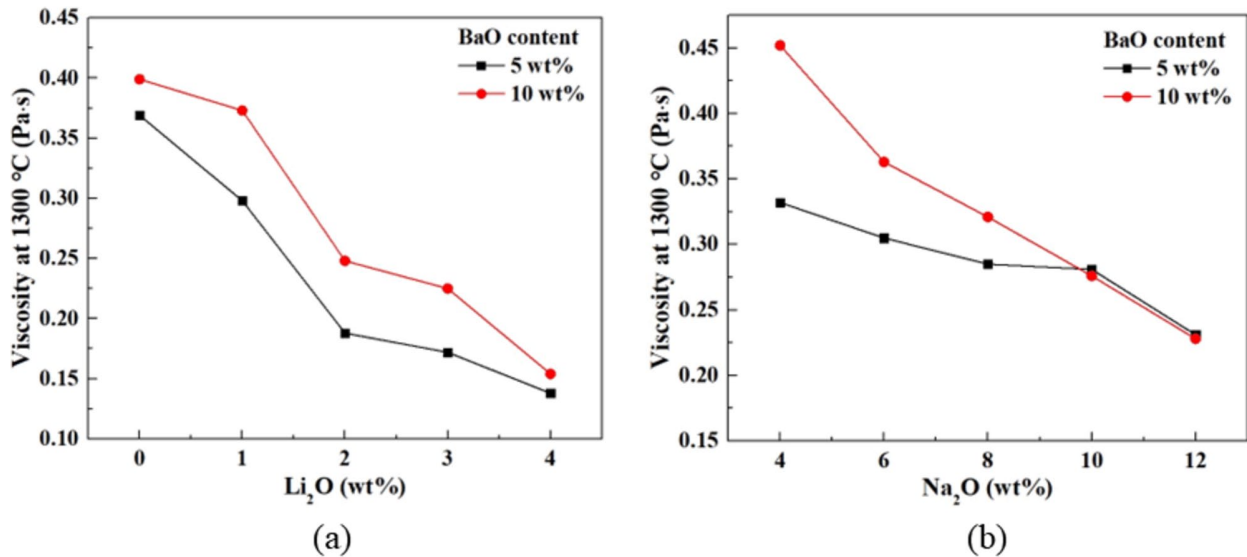 0.45
0.40
0.35
0.30
0.25
0.20
0.15
0.10
Viscosity at 1300 °C (Pa·s)
BaO content
5 wt%
10 wt%
0 1 2 3 4
Li₂O (wt%)
(a)
0.45
0.40
0.35
0.30
0.25
0.20
0.15
Viscosity at 1300 °C (Pa·s)
BaO content
5 wt%
10 wt%
4 6 8 10 12
Na₂O (wt%)
(b)